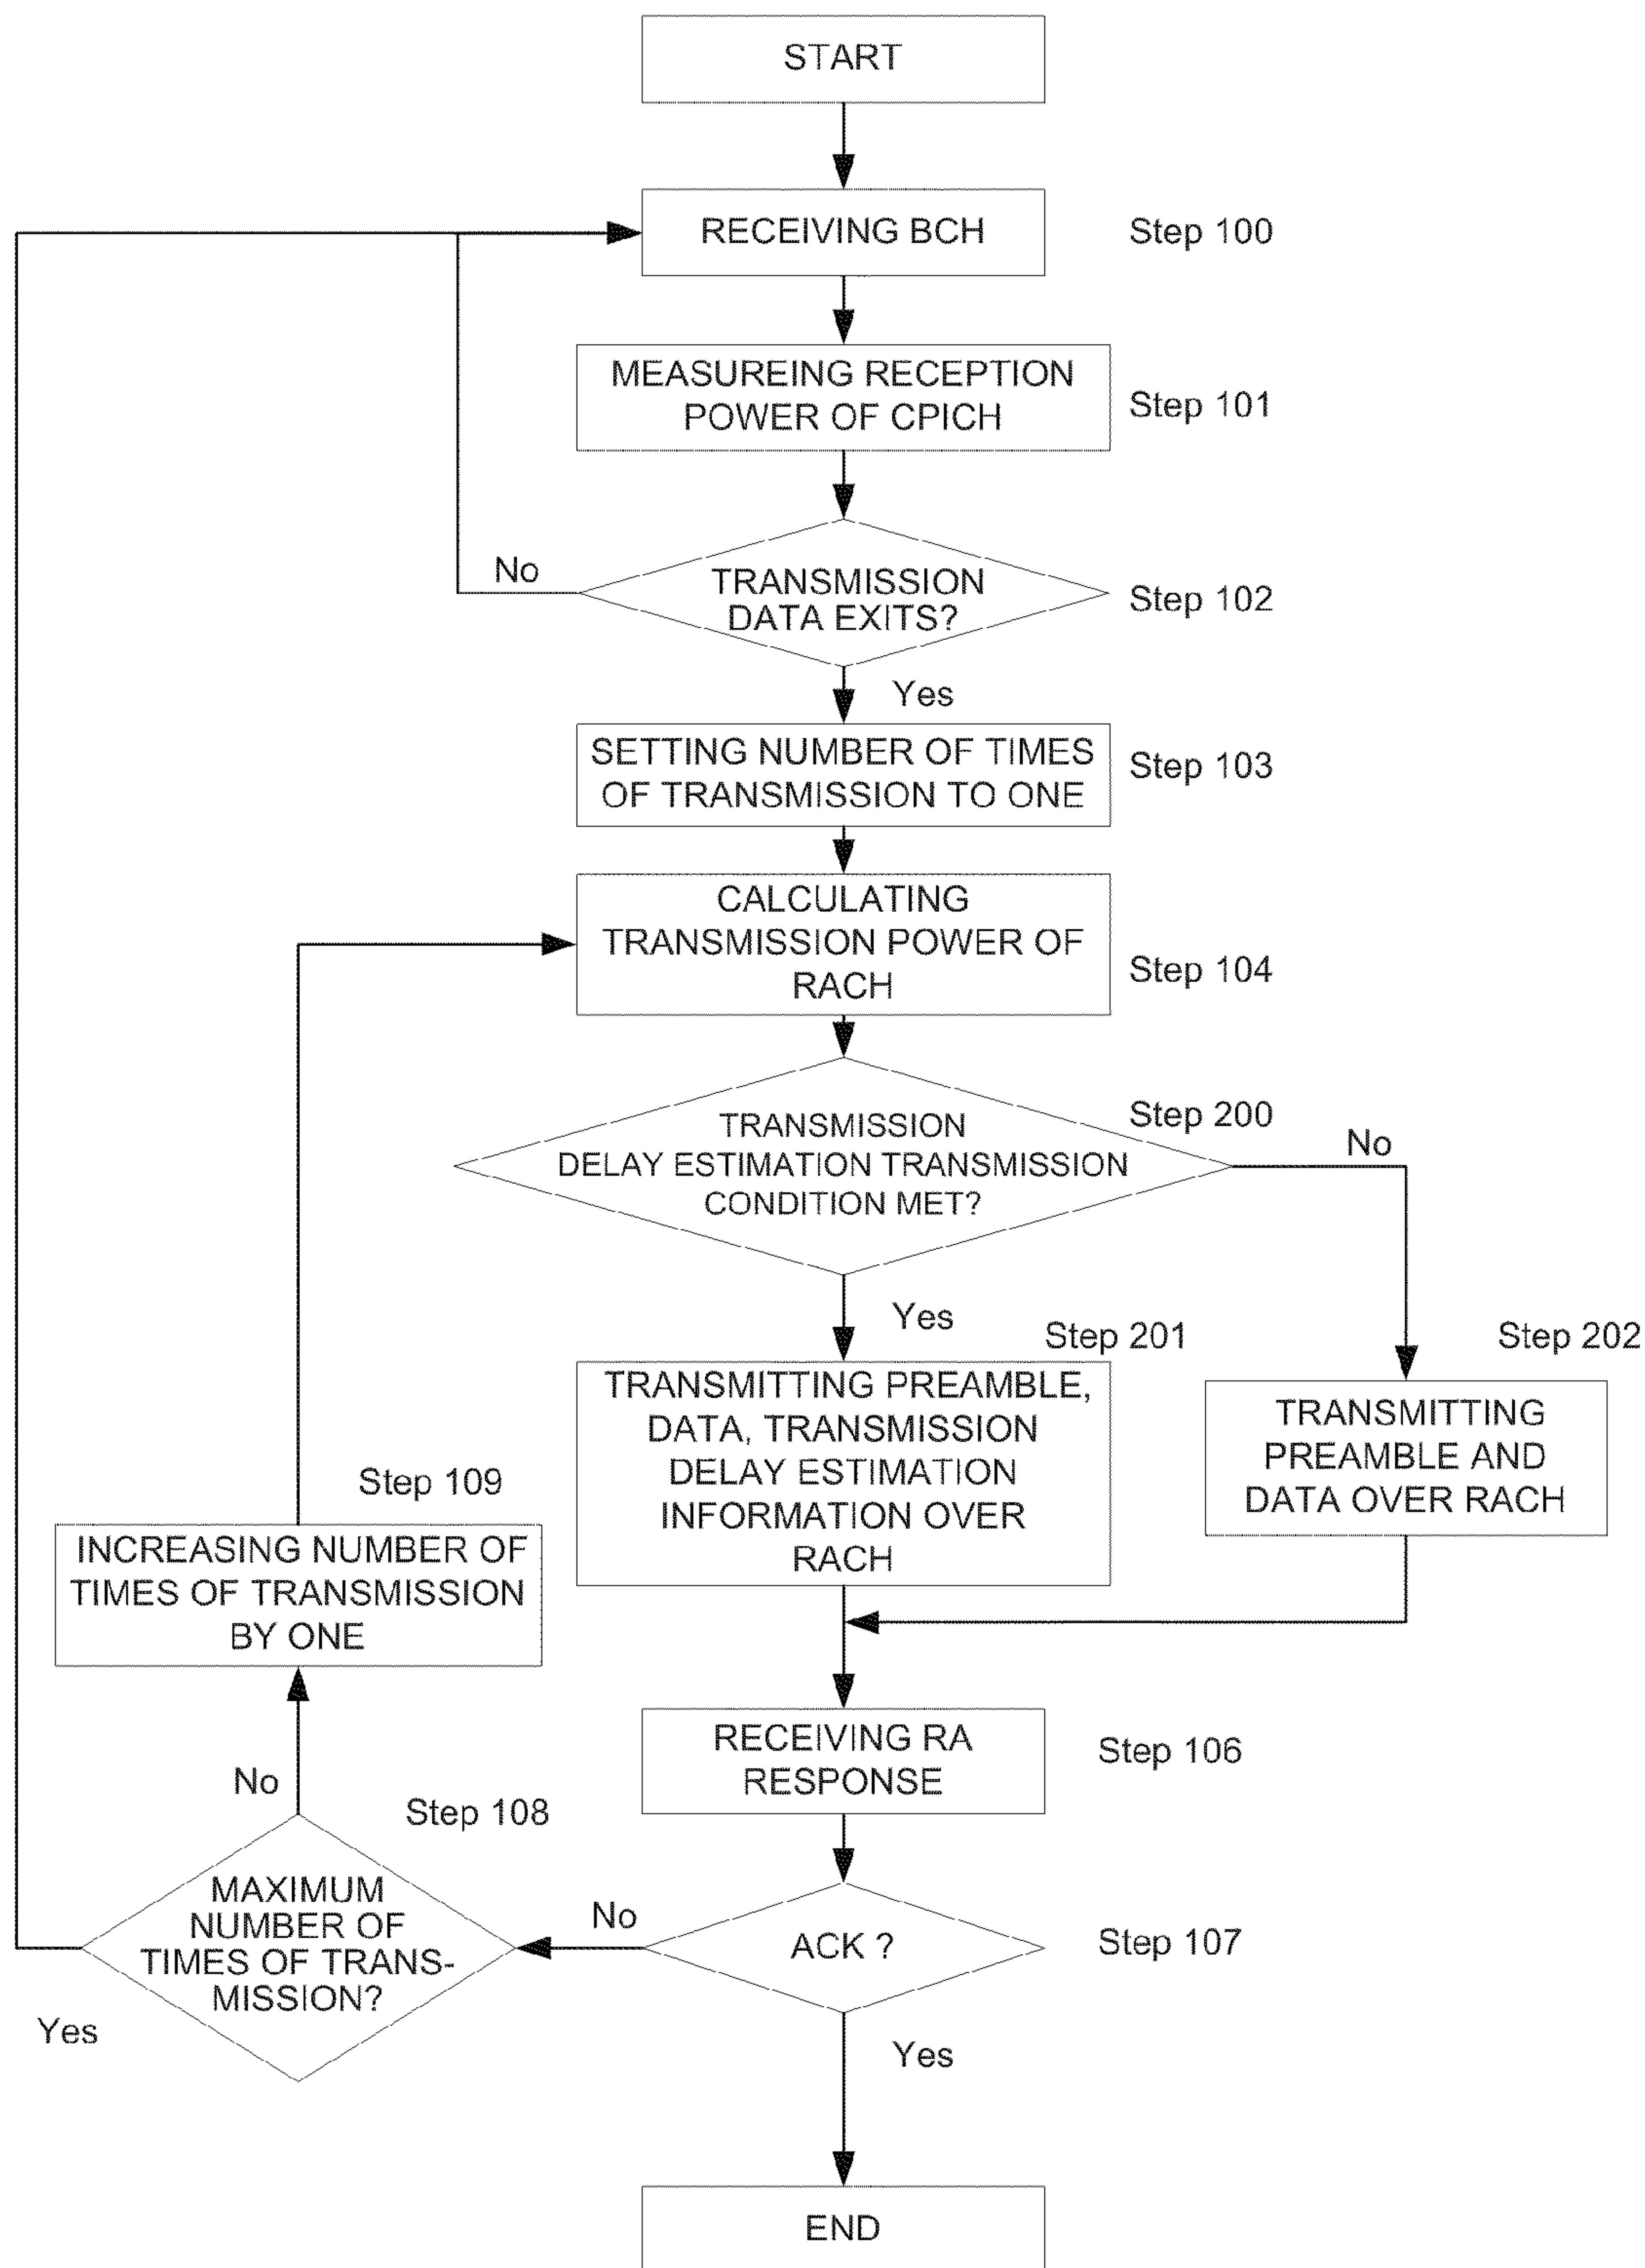 START
RECEIVING BCH
Step 100
MEASUREING RECEPTION
POWER OF CPICH
Step 101
No
TRANSMISSION
DATA EXITS?
Step 102
Yes
SETTING NUMBER OF TIMES
OF TRANSMISSION TO ONE
Step 103
CALCULATING
TRANSMISSION POWER OF
RACH
Step 104
TRANSMISSION
DELAY ESTIMATION TRANSMISSION
CONDITION MET?
Step 200
No
Yes
Step 201
Step 202
TRANSMITTING PREAMBLE,
DATA, TRANSMISSION
DELAY ESTIMATION
INFORMATION OVER
RACH
TRANSMITTING
PREAMBLE AND
DATA OVER RACH
Step 109
INCREASING NUMBER OF
TIMES OF TRANSMISSION
BY ONE
RECEIVING RA
RESPONSE
Step 106
No
Step 108
MAXIMUM
NUMBER OF
TIMES OF TRANS-
MISSION?
No
ACK ?
Step 107
Yes
Yes
END